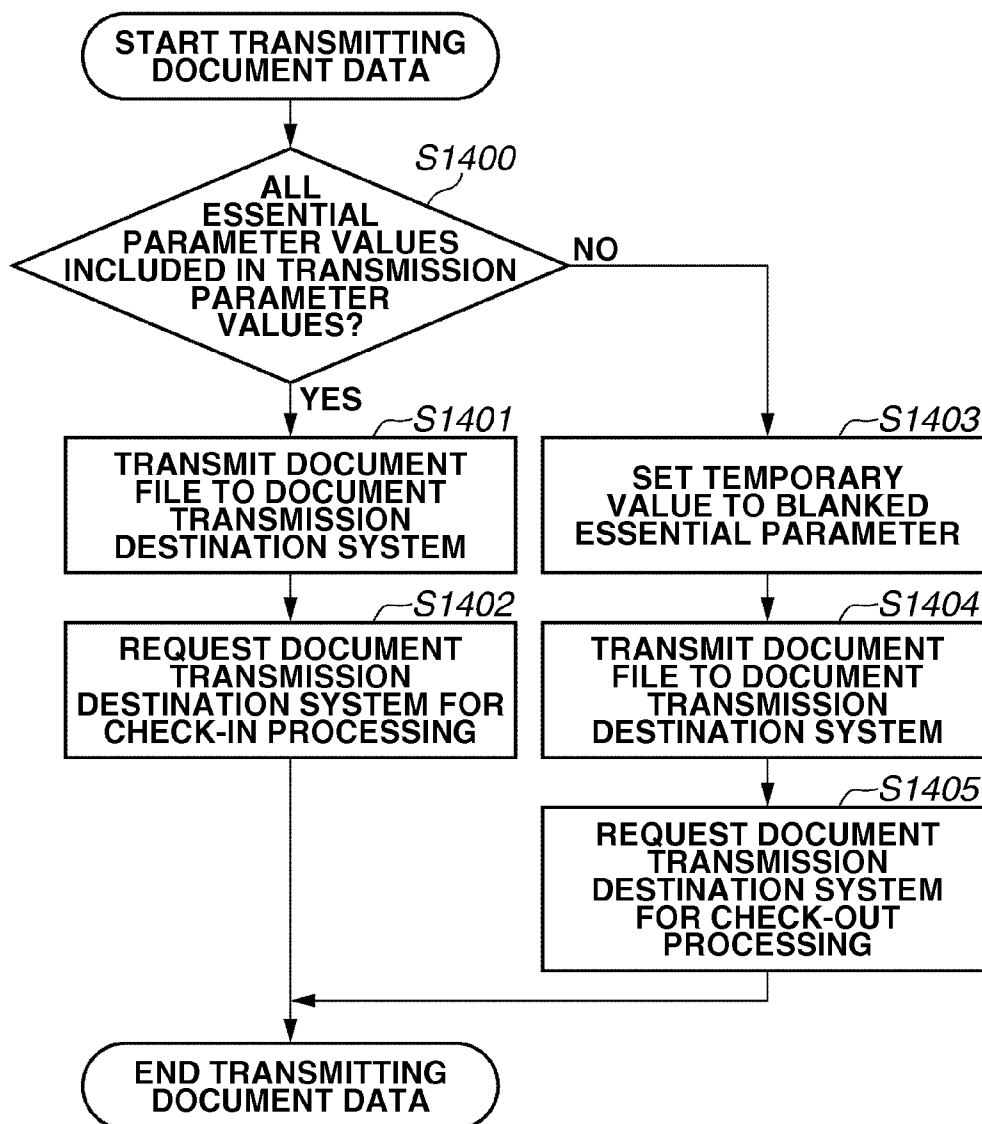 START TRANSMITTING
DOCUMENT DATA
S1400
ALL
ESSENTIAL
PARAMETER VALUES
INCLUDED IN TRANSMISSION
PARAMETER
VALUES?
NO
YES
S1401
TRANSMIT DOCUMENT
FILE TO DOCUMENT
TRANSMISSION
DESTINATION SYSTEM
S1402
REQUEST DOCUMENT
TRANSMISSION
DESTINATION SYSTEM FOR
CHECK-IN PROCESSING
S1403
SET TEMPORARY
VALUE TO BLANKED
ESSENTIAL PARAMETER
S1404
TRANSMIT DOCUMENT
FILE TO DOCUMENT
TRANSMISSION
DESTINATION SYSTEM
S1405
REQUEST DOCUMENT
TRANSMISSION
DESTINATION SYSTEM
FOR CHECK-OUT
PROCESSING
END TRANSMITTING
DOCUMENT DATA